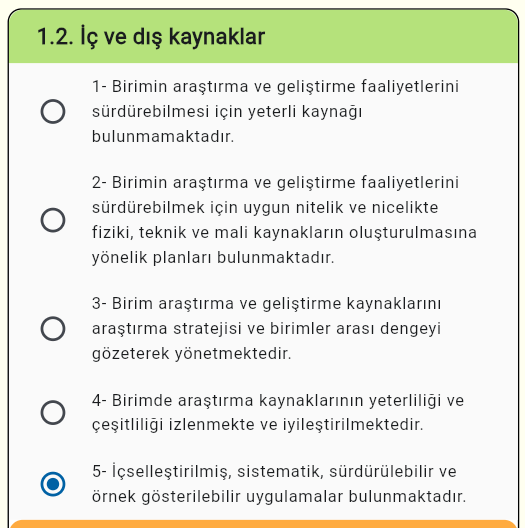 1.2. İç ve dış kaynaklar
1- Birimin araştırma ve geliştirme faaliyetlerini
sürdürebilmesi için yeterli kaynağı
bulunmamaktadır.
2- Birimin araştırma ve geliştirme faaliyetlerini
sürdürebilmek için uygun nitelik ve nicelikte
fiziki, teknik ve mali kaynakların oluşturulmasına
yönelik planları bulunmaktadır.
3- Birim araştırma ve geliştirme kaynaklarını
araştırma stratejisi ve birimler arası dengeyi
gözeterek yönetmektedir.
4- Birimde araştırma kaynaklarının yeterliliği ve
çeşitliliği izlenmekte ve iyileştirilmektedir.
5- İçselleştirilmiş, sistematik, sürdürülebilir ve
örnek gösterilebilir uygulamalar bulunmaktadır.